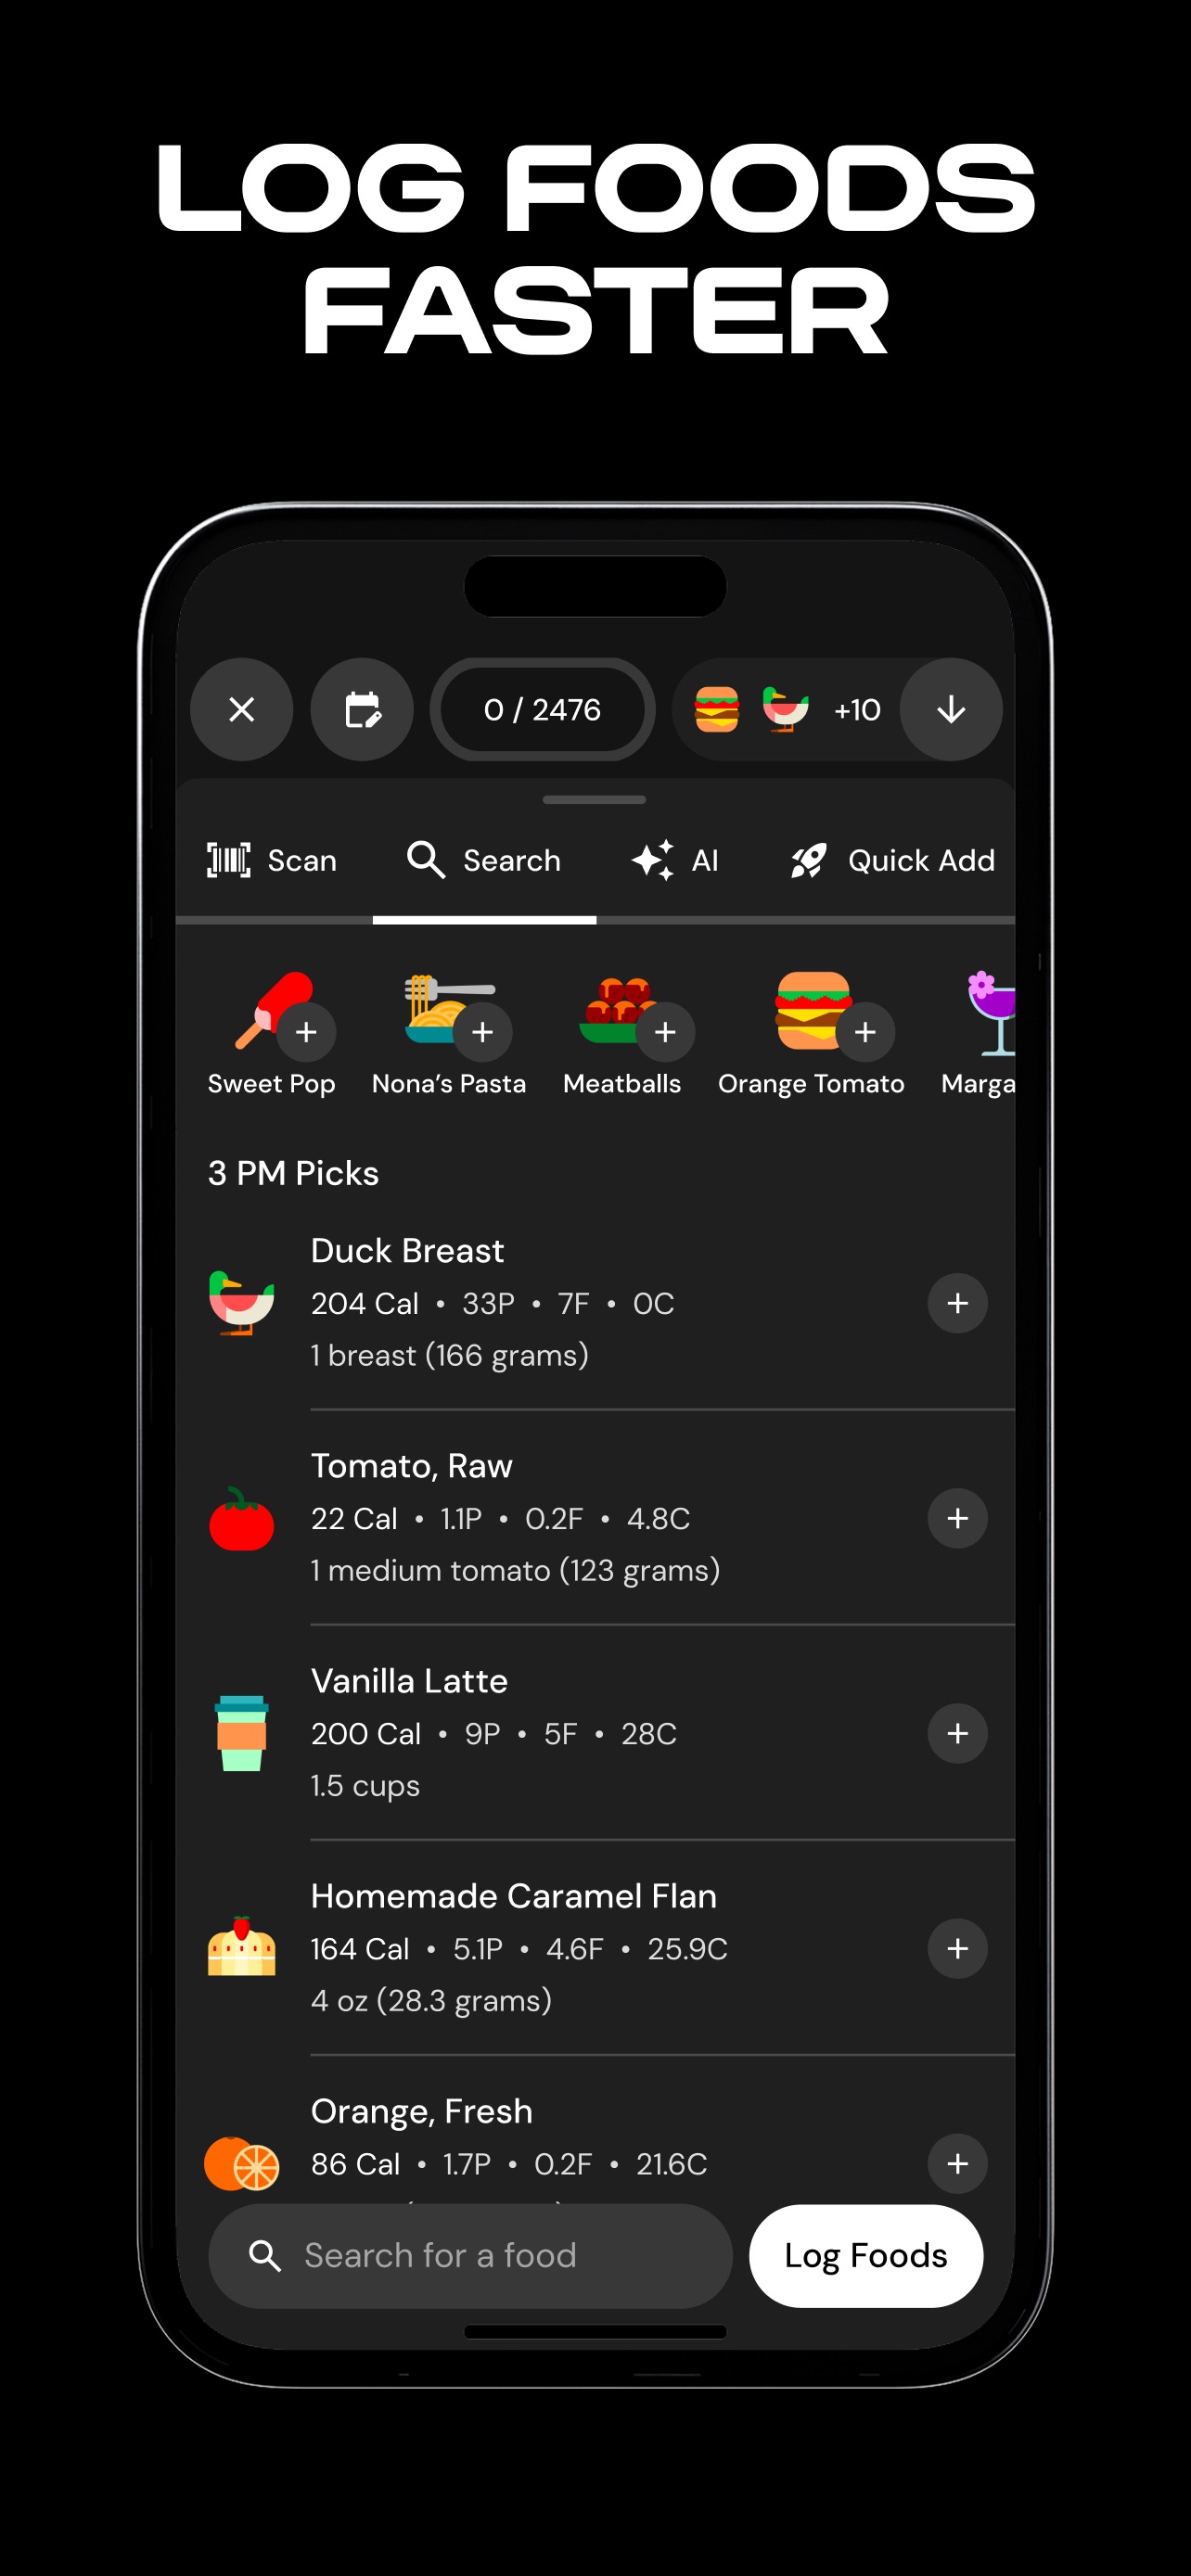 LOG FOODS
FASTER
0 / 2476
+10
Scan
Search
AI
Quick Add
Sweet Pop
Nona's Pasta
Meatballs
Orange Tomato
Marga
3 PM Picks
Duck Breast
204 Cal • 33P • 7F • 0C
1 breast (166 grams)
Tomato, Raw
22 Cal • 1.1P • 0.2F • 4.8C
1 medium tomato (123 grams)
Vanilla Latte
200 Cal • 9P • 5F • 28C
1.5 cups
Homemade Caramel Flan
164 Cal • 5.1P • 4.6F • 25.9C
4 oz (28.3 grams)
Orange, Fresh
86 Cal • 1.7P • 0.2F • 21.6C
Search for a food
Log Foods